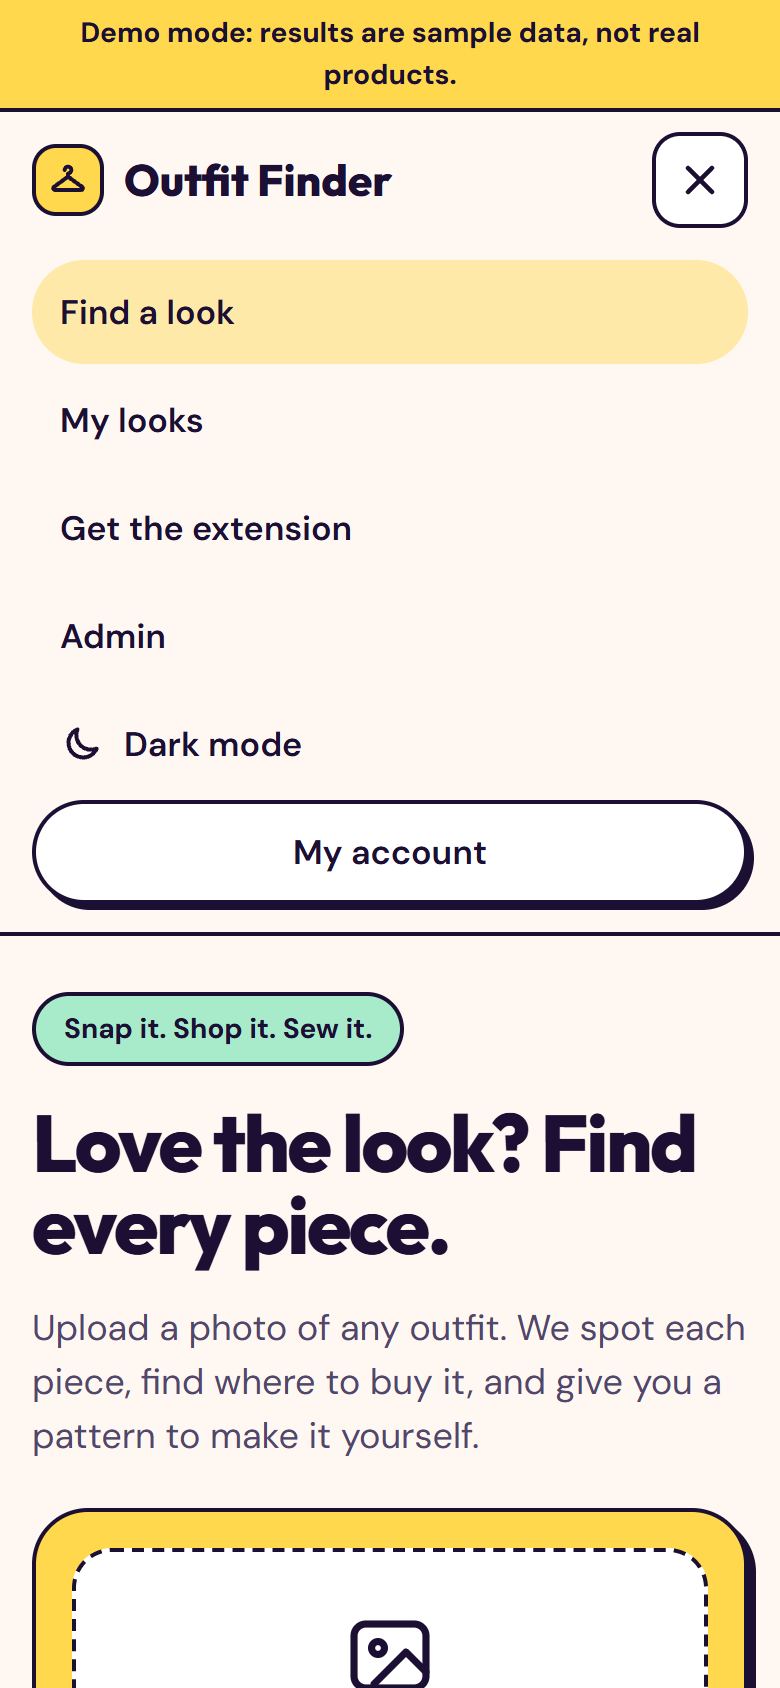 Demo mode: results are sample data, not real
products.
Outfit Finder
Find a look
My looks
Get the extension
Admin
Dark mode
My account
Snap it. Shop it. Sew it.
Love the look? Find
every piece.
Upload a photo of any outfit. We spot each
piece, find where to buy it, and give you a
pattern to make it yourself.